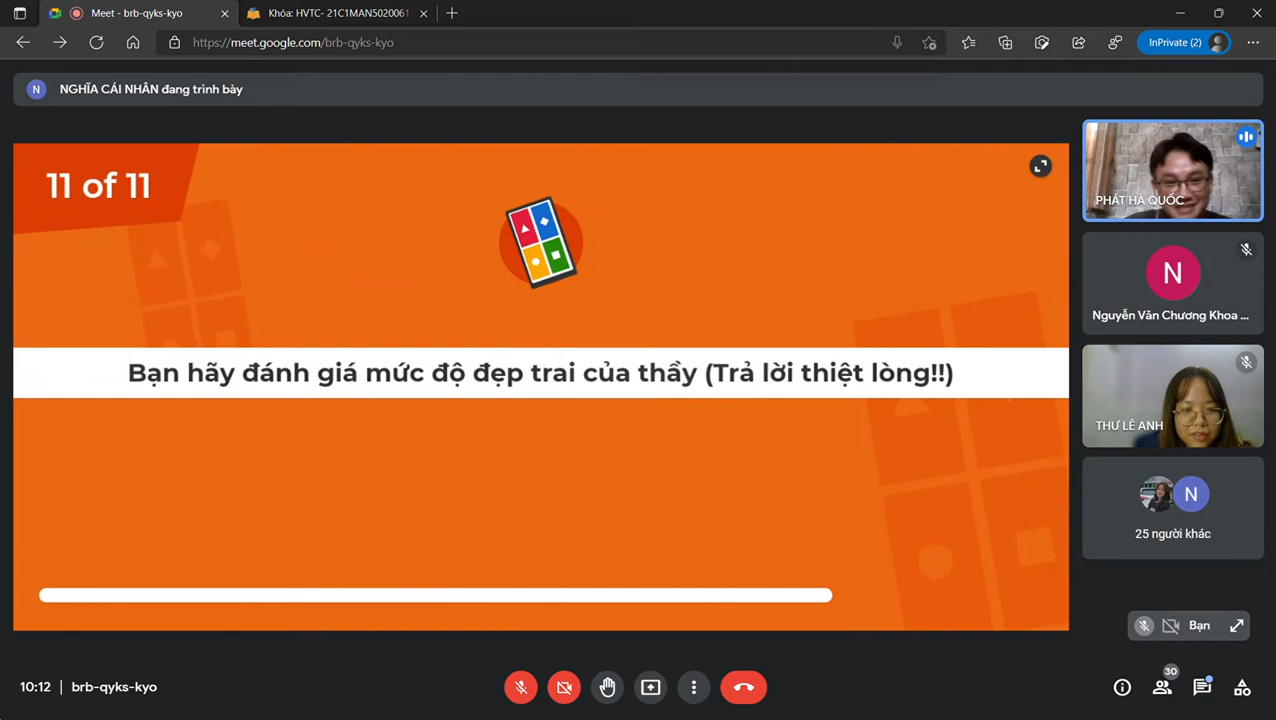 Meet - brb-qyks-kyo
Khóa: HVTC- 21C1MAN5020061
https://meet.google.com/brb-qyks-kyo
InPrivate (2)
N
NGHĨA CÁI NHÂN đang trình bày
11 of 11
Bạn hãy đánh giá mức độ đẹp trai của thầy (Trả lời thiệt lòng!!)
PHÁT HÀ QUỐC
N
Nguyễn Văn Chương Khoa ...
THƯ LÊ ANH
N
25 người khác
Bạn
10:12 | brb-qyks-kyo
30